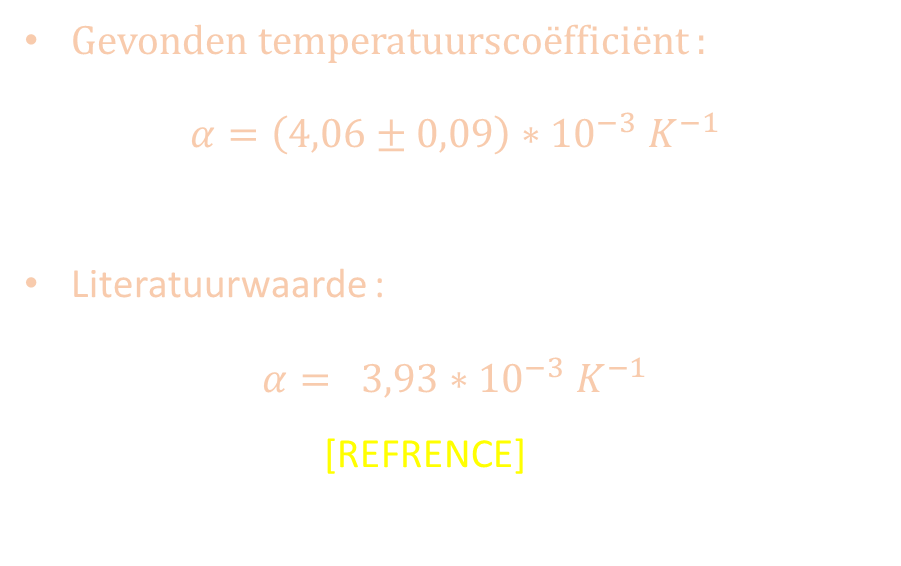 • Gevonden temperatuurscoëfficiënt :
𝛼 = (4,06 ± 0,09) ∗ 10⁻³ 𝐾⁻¹
• Literatuurwaarde :
𝛼 = 3,93 ∗ 10⁻³ 𝐾⁻¹
[REFRENCE]